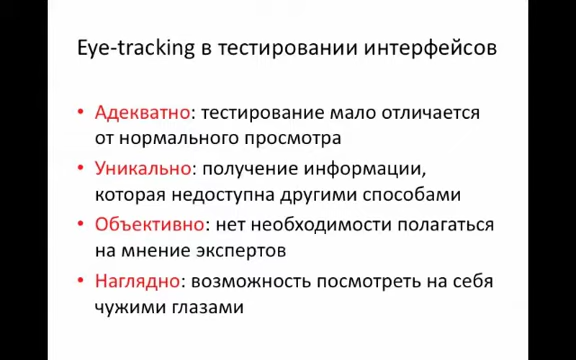 Eye-tracking в тестировании интерфейсов
• Адекватно: тестирование мало отличается
от нормального просмотра
• Уникально: получение информации,
которая недоступна другими способами
• Объективно: нет необходимости полагаться
на мнение экспертов
• Наглядно: возможность посмотреть на себя
чужими глазами